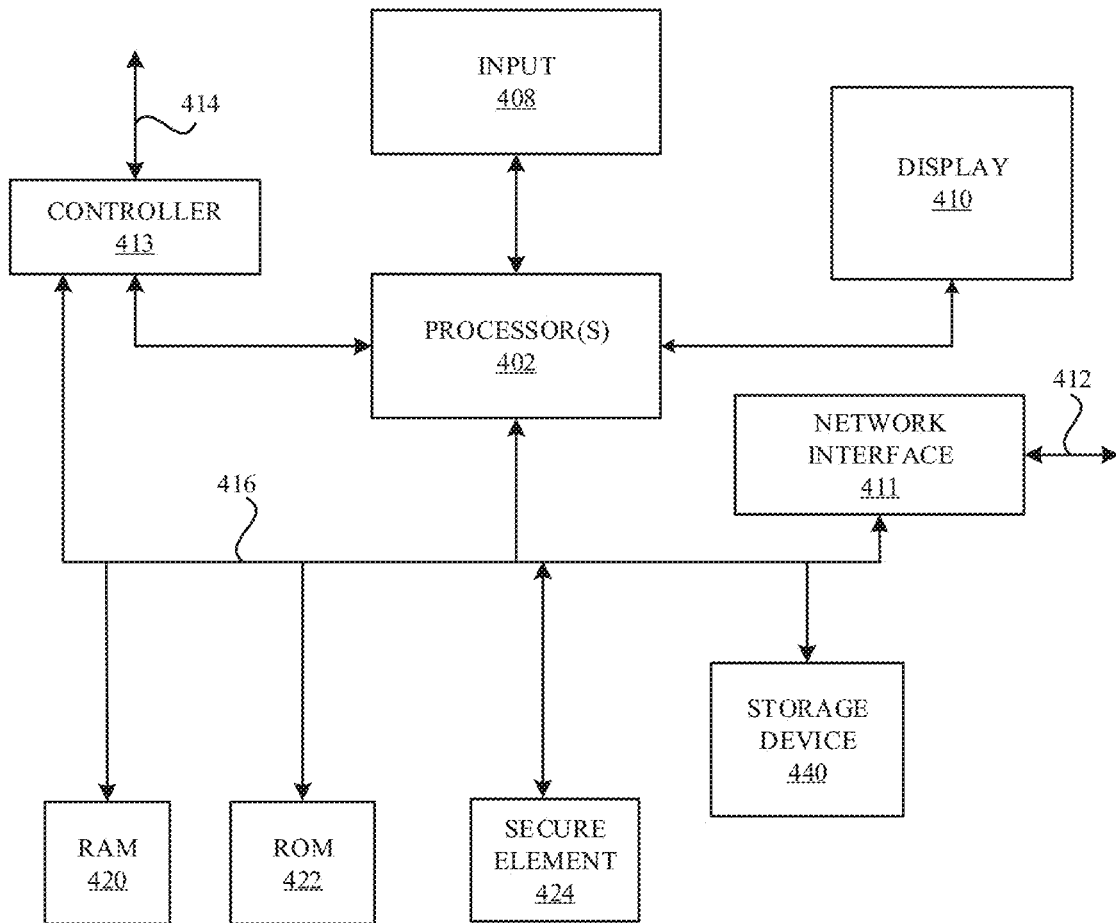 INPUT
408
414
DISPLAY
410
CONTROLLER
413
PROCESSOR(S)
402
412
NETWORK
INTERFACE
411
416
STORAGE
DEVICE
440
RAM
420
ROM
422
SECURE
ELEMENT
424